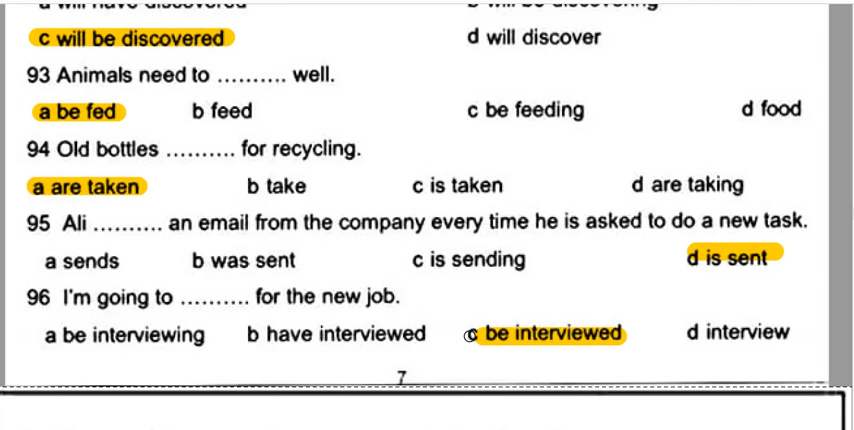 c will be discovered d will discover
93 Animals need to .......... well.
a be fed b feed c be feeding d food
94 Old bottles .......... for recycling.
a are taken b take c is taken d are taking
95 Ali .......... an email from the company every time he is asked to do a new task.
a sends b was sent c is sending d is sent
96 I'm going to .......... for the new job.
a be interviewing b have interviewed c be interviewed d interview
7